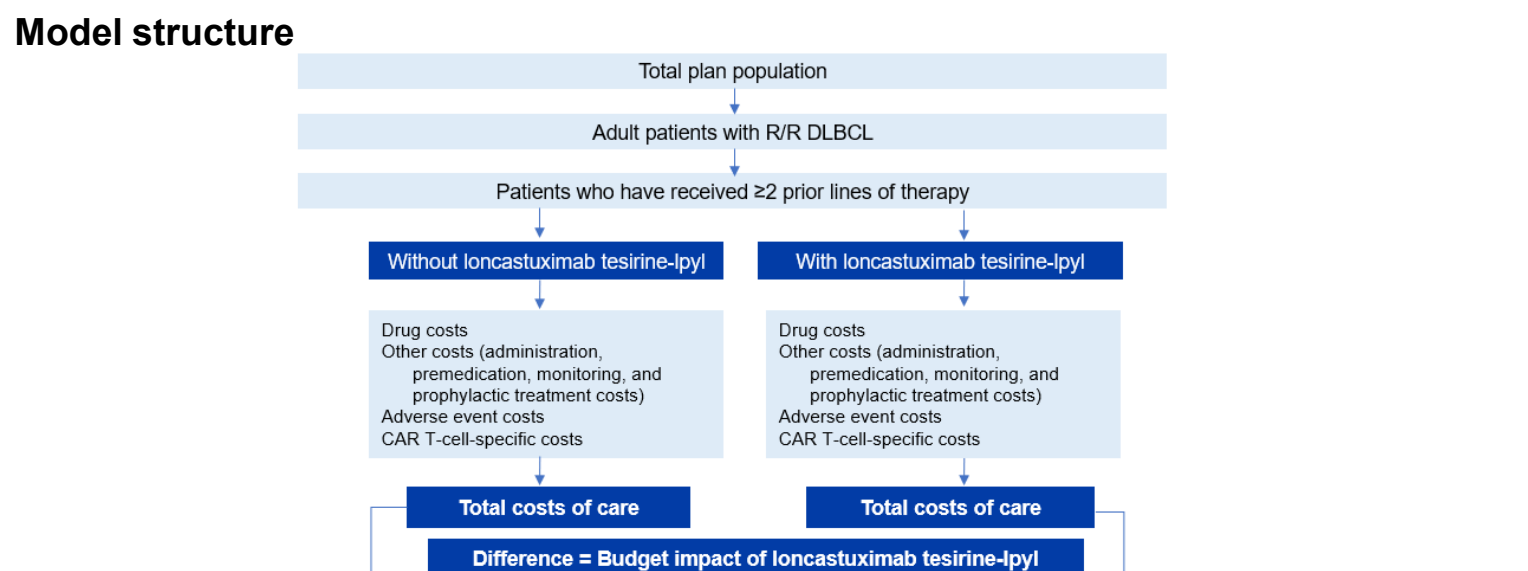 Model structure
Total plan population
Adult patients with R/R DLBCL
Patients who have received ≥2 prior lines of therapy
Without loncastuximab tesirine-lpyl
With loncastuximab tesirine-lpyl
Drug costs
Other costs (administration,
premedication, monitoring, and
prophylactic treatment costs)
Adverse event costs
CAR T-cell-specific costs
Drug costs
Other costs (administration,
premedication, monitoring, and
prophylactic treatment costs)
Adverse event costs
CAR T-cell-specific costs
Total costs of care
Total costs of care
Difference = Budget impact of loncastuximab tesirine-lpyl